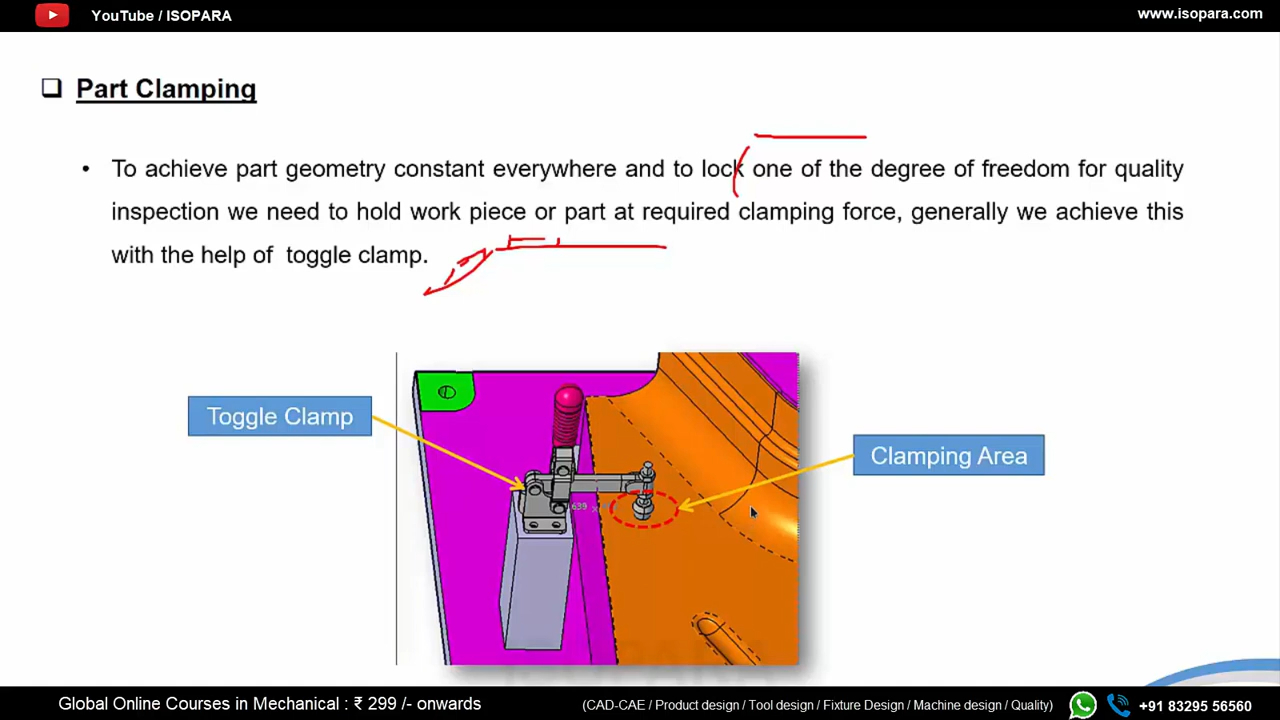 YouTube / ISOPARA
www.isopara.com
Part Clamping
• To achieve part geometry constant everywhere and to lock one of the degree of freedom for quality
inspection we need to hold work piece or part at required clamping force, generally we achieve this
with the help of toggle clamp.
Toggle Clamp
Clamping Area
639
Global Online Courses in Mechanical : ₹ 299 /- onwards
(CAD-CAE / Product design / Tool design / Fixture Design / Machine design / Quality)
+91 83295 56560